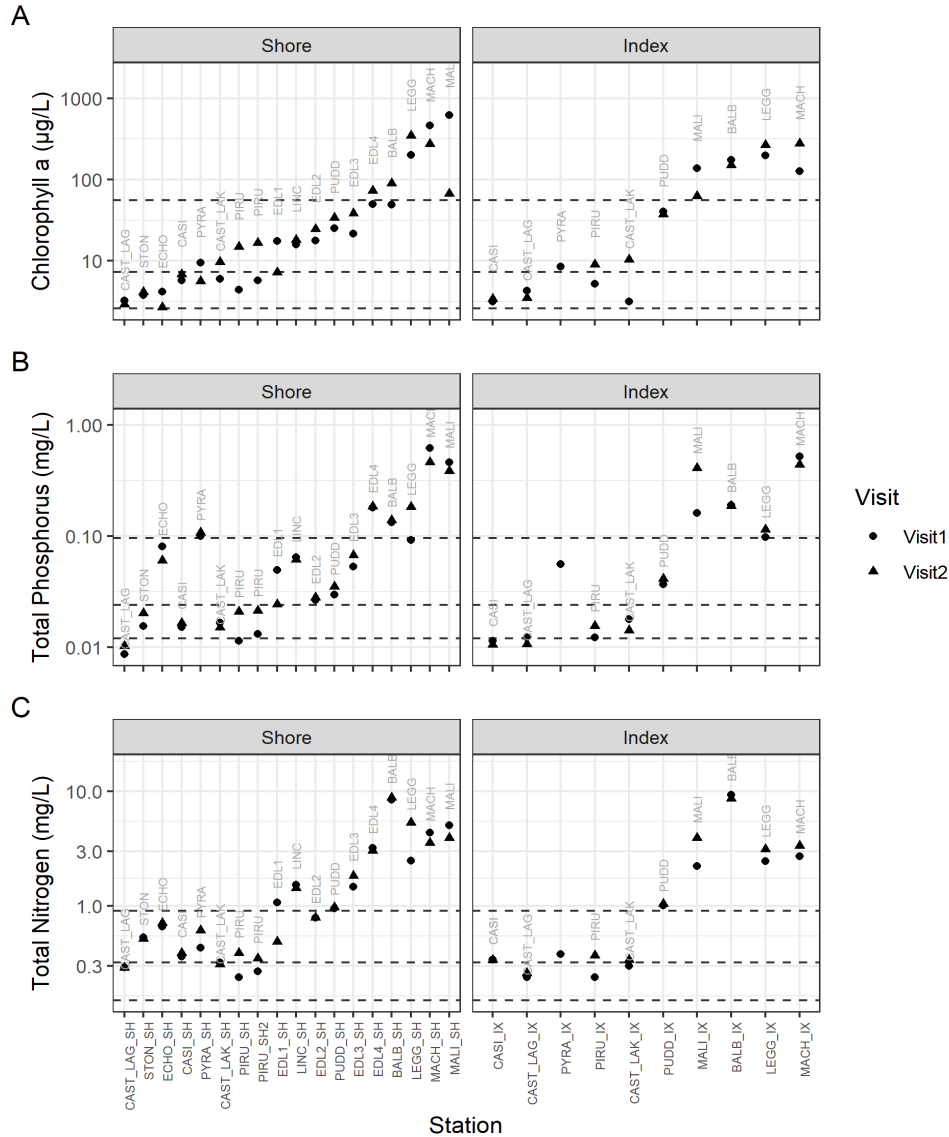 A
Shore
Index
Chlorophyll a (µg/L)
1000
100
10
CAST_LAG
STON
ECHO
CASI
PYRA
CAST_LAK
PIRU
PIRU
EDL1
LINC
EDL2
PUDD
EDL3
EDL4
BALB
LEGG
MACH
MALI
CASI
CAST_LAG
PYRA
PIRU
CAST_LAK
PUDD
MALI
BALB
LEGG
MACH
B
Shore
Index
Total Phosphorus (mg/L)
1.00
0.10
0.01
CAST_LAG
STON
ECHO
CASI
PYRA
CAST_LAK
PIRU
PIRU
EDL1
LINC
EDL2
PUDD
EDL3
EDL4
BALB
LEGG
MACH
MALI
CASI
CAST_LAG
PIRU
CAST_LAK
PUDD
MALI
BALB
LEGG
MACH
Visit
Visit1
Visit2
C
Shore
Index
Total Nitrogen (mg/L)
10.0
3.0
1.0
0.3
CAST_LAG
STON
ECHO
CASI
PYRA
CAST_LAK
PIRU
PIRU
EDL1
LINC
EDL2
PUDD
EDL3
EDL4
BALB
LEGG
MACH
MALI
CASI
CAST_LAG
PIRU
CAST_LAK
PUDD
MALI
BALB
LEGG
MACH
CAST_LAG_SH
STON_SH
ECHO_SH
CASI_SH
PYRA_SH
CAST_LAK_SH
PIRU_SH
PIRU_SH2
EDL1_SH
LINC_SH
EDL2_SH
PUDD_SH
EDL3_SH
EDL4_SH
BALB_SH
LEGG_SH
MACH_SH
MALI_SH
CASI_IX
CAST_LAG_IX
PYRA_IX
PIRU_IX
CAST_LAK_IX
PUDD_IX
MALI_IX
BALB_IX
LEGG_IX
MACH_IX
Station